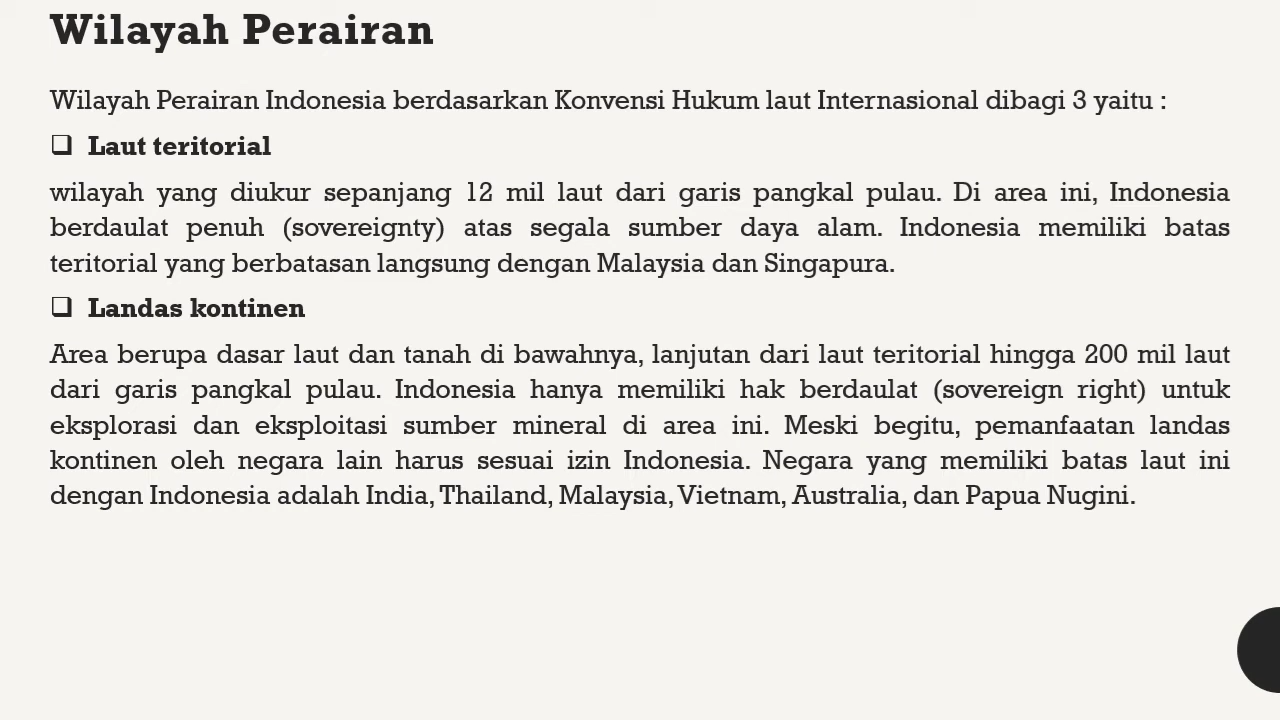 Wilayah Perairan
Wilayah Perairan Indonesia berdasarkan Konvensi Hukum laut Internasional dibagi 3 yaitu :
❑ Laut teritorial
wilayah yang diukur sepanjang 12 mil laut dari garis pangkal pulau. Di area ini, Indonesia
berdaulat penuh (sovereignty) atas segala sumber daya alam. Indonesia memiliki batas
teritorial yang berbatasan langsung dengan Malaysia dan Singapura.
❑ Landas kontinen
Area berupa dasar laut dan tanah di bawahnya, lanjutan dari laut teritorial hingga 200 mil laut
dari garis pangkal pulau. Indonesia hanya memiliki hak berdaulat (sovereign right) untuk
eksplorasi dan eksploitasi sumber mineral di area ini. Meski begitu, pemanfaatan landas
kontinen oleh negara lain harus sesuai izin Indonesia. Negara yang memiliki batas laut ini
dengan Indonesia adalah India, Thailand, Malaysia, Vietnam, Australia, dan Papua Nugini.